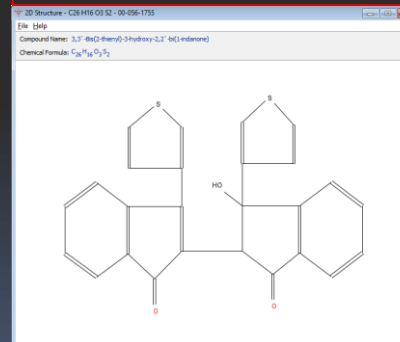 2D Structure - C26 H16 O3 S2 - 00-056-1755
File Help
Compound Name: 3,3'-Bis(2-thienyl)-3-hydroxy-2,2'-bi(1-indanone)
Chemical Formula: C26H16O3S2
S S
HO
O O